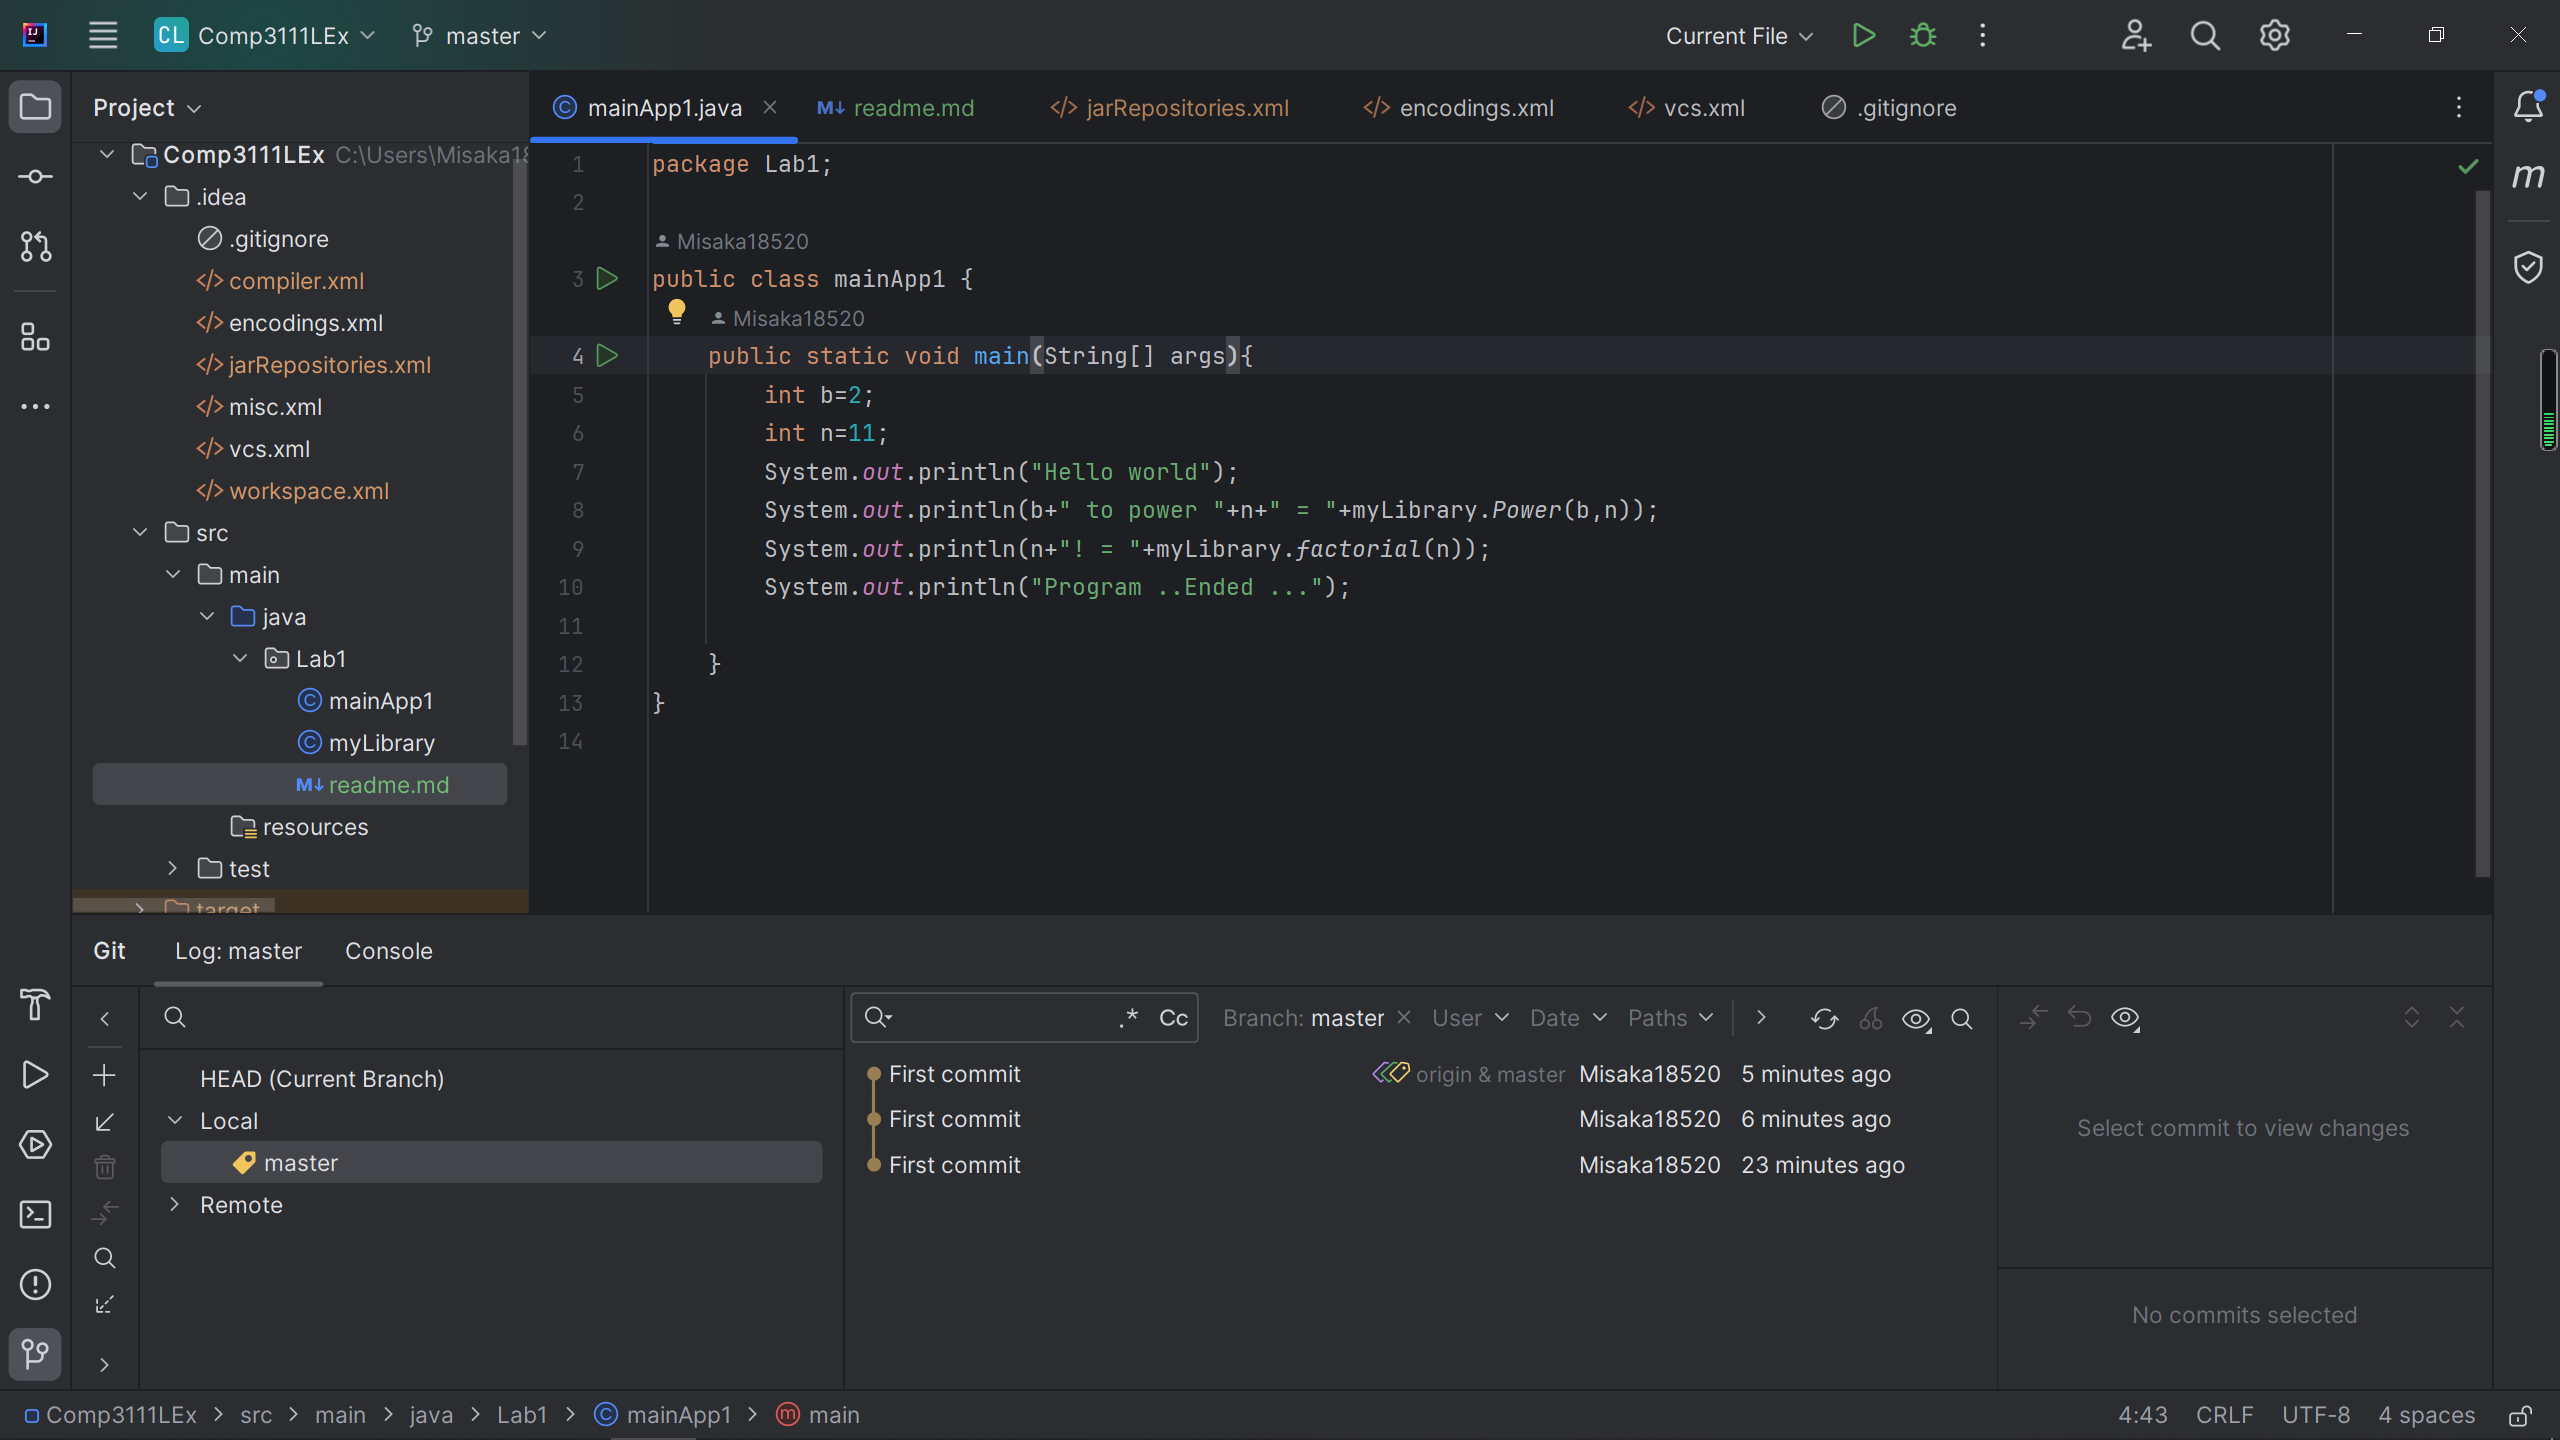 CL Comp3111LEx master Current File
Project
mainApp1.java readme.md jarRepositories.xml encodings.xml vcs.xml .gitignore
Comp3111LEx C:\Users\Misaka18
.idea
.gitignore
compiler.xml
encodings.xml
jarRepositories.xml
misc.xml
vcs.xml
workspace.xml
src
main
java
Lab1
mainApp1
myLibrary
readme.md
resources
test
target
1 package Lab1;
2
Misaka18520
3 public class mainApp1 {
Misaka18520
4 public static void main(String[] args){
5 int b=2;
6 int n=11;
7 System.out.println("Hello world");
8 System.out.println(b+" to power "+n+" = "+myLibrary.Power(b,n));
9 System.out.println(n+"! = "+myLibrary.factorial(n));
10 System.out.println("Program ..Ended ...");
11
12 }
13 }
14
Git Log: master Console
HEAD (Current Branch)
Local
master
Remote
.* Cc Branch: master User Date Paths
First commit origin & master Misaka18520 5 minutes ago
First commit Misaka18520 6 minutes ago
First commit Misaka18520 23 minutes ago
Select commit to view changes
No commits selected
Comp3111LEx > src > main > java > Lab1 > mainApp1 > main 4:43 CRLF UTF-8 4 spaces